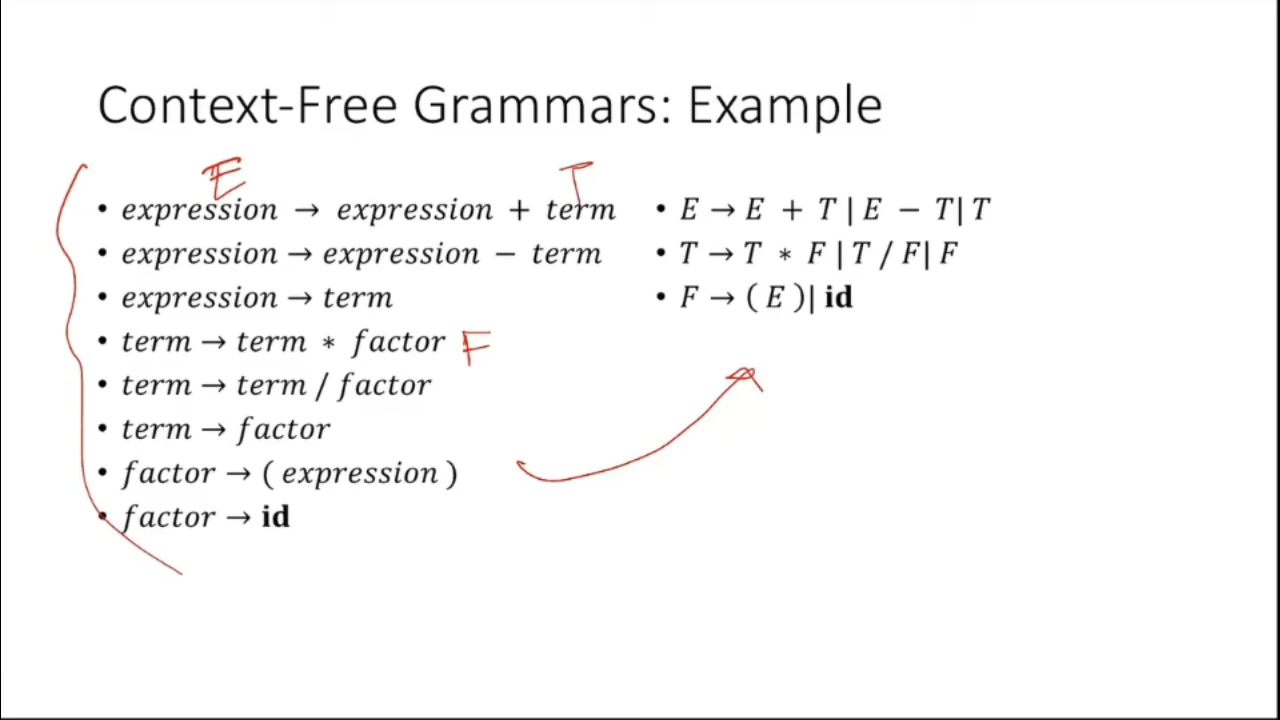 Context-Free Grammars: Example
E T
• expression → expression + term
• expression → expression − term
• expression → term
• term → term ∗ factor F
• term → term / factor
• term → factor
• factor → ( expression )
• factor → id
• E → E + T | E − T| T
• T → T ∗ F | T / F| F
• F → ( E )| id